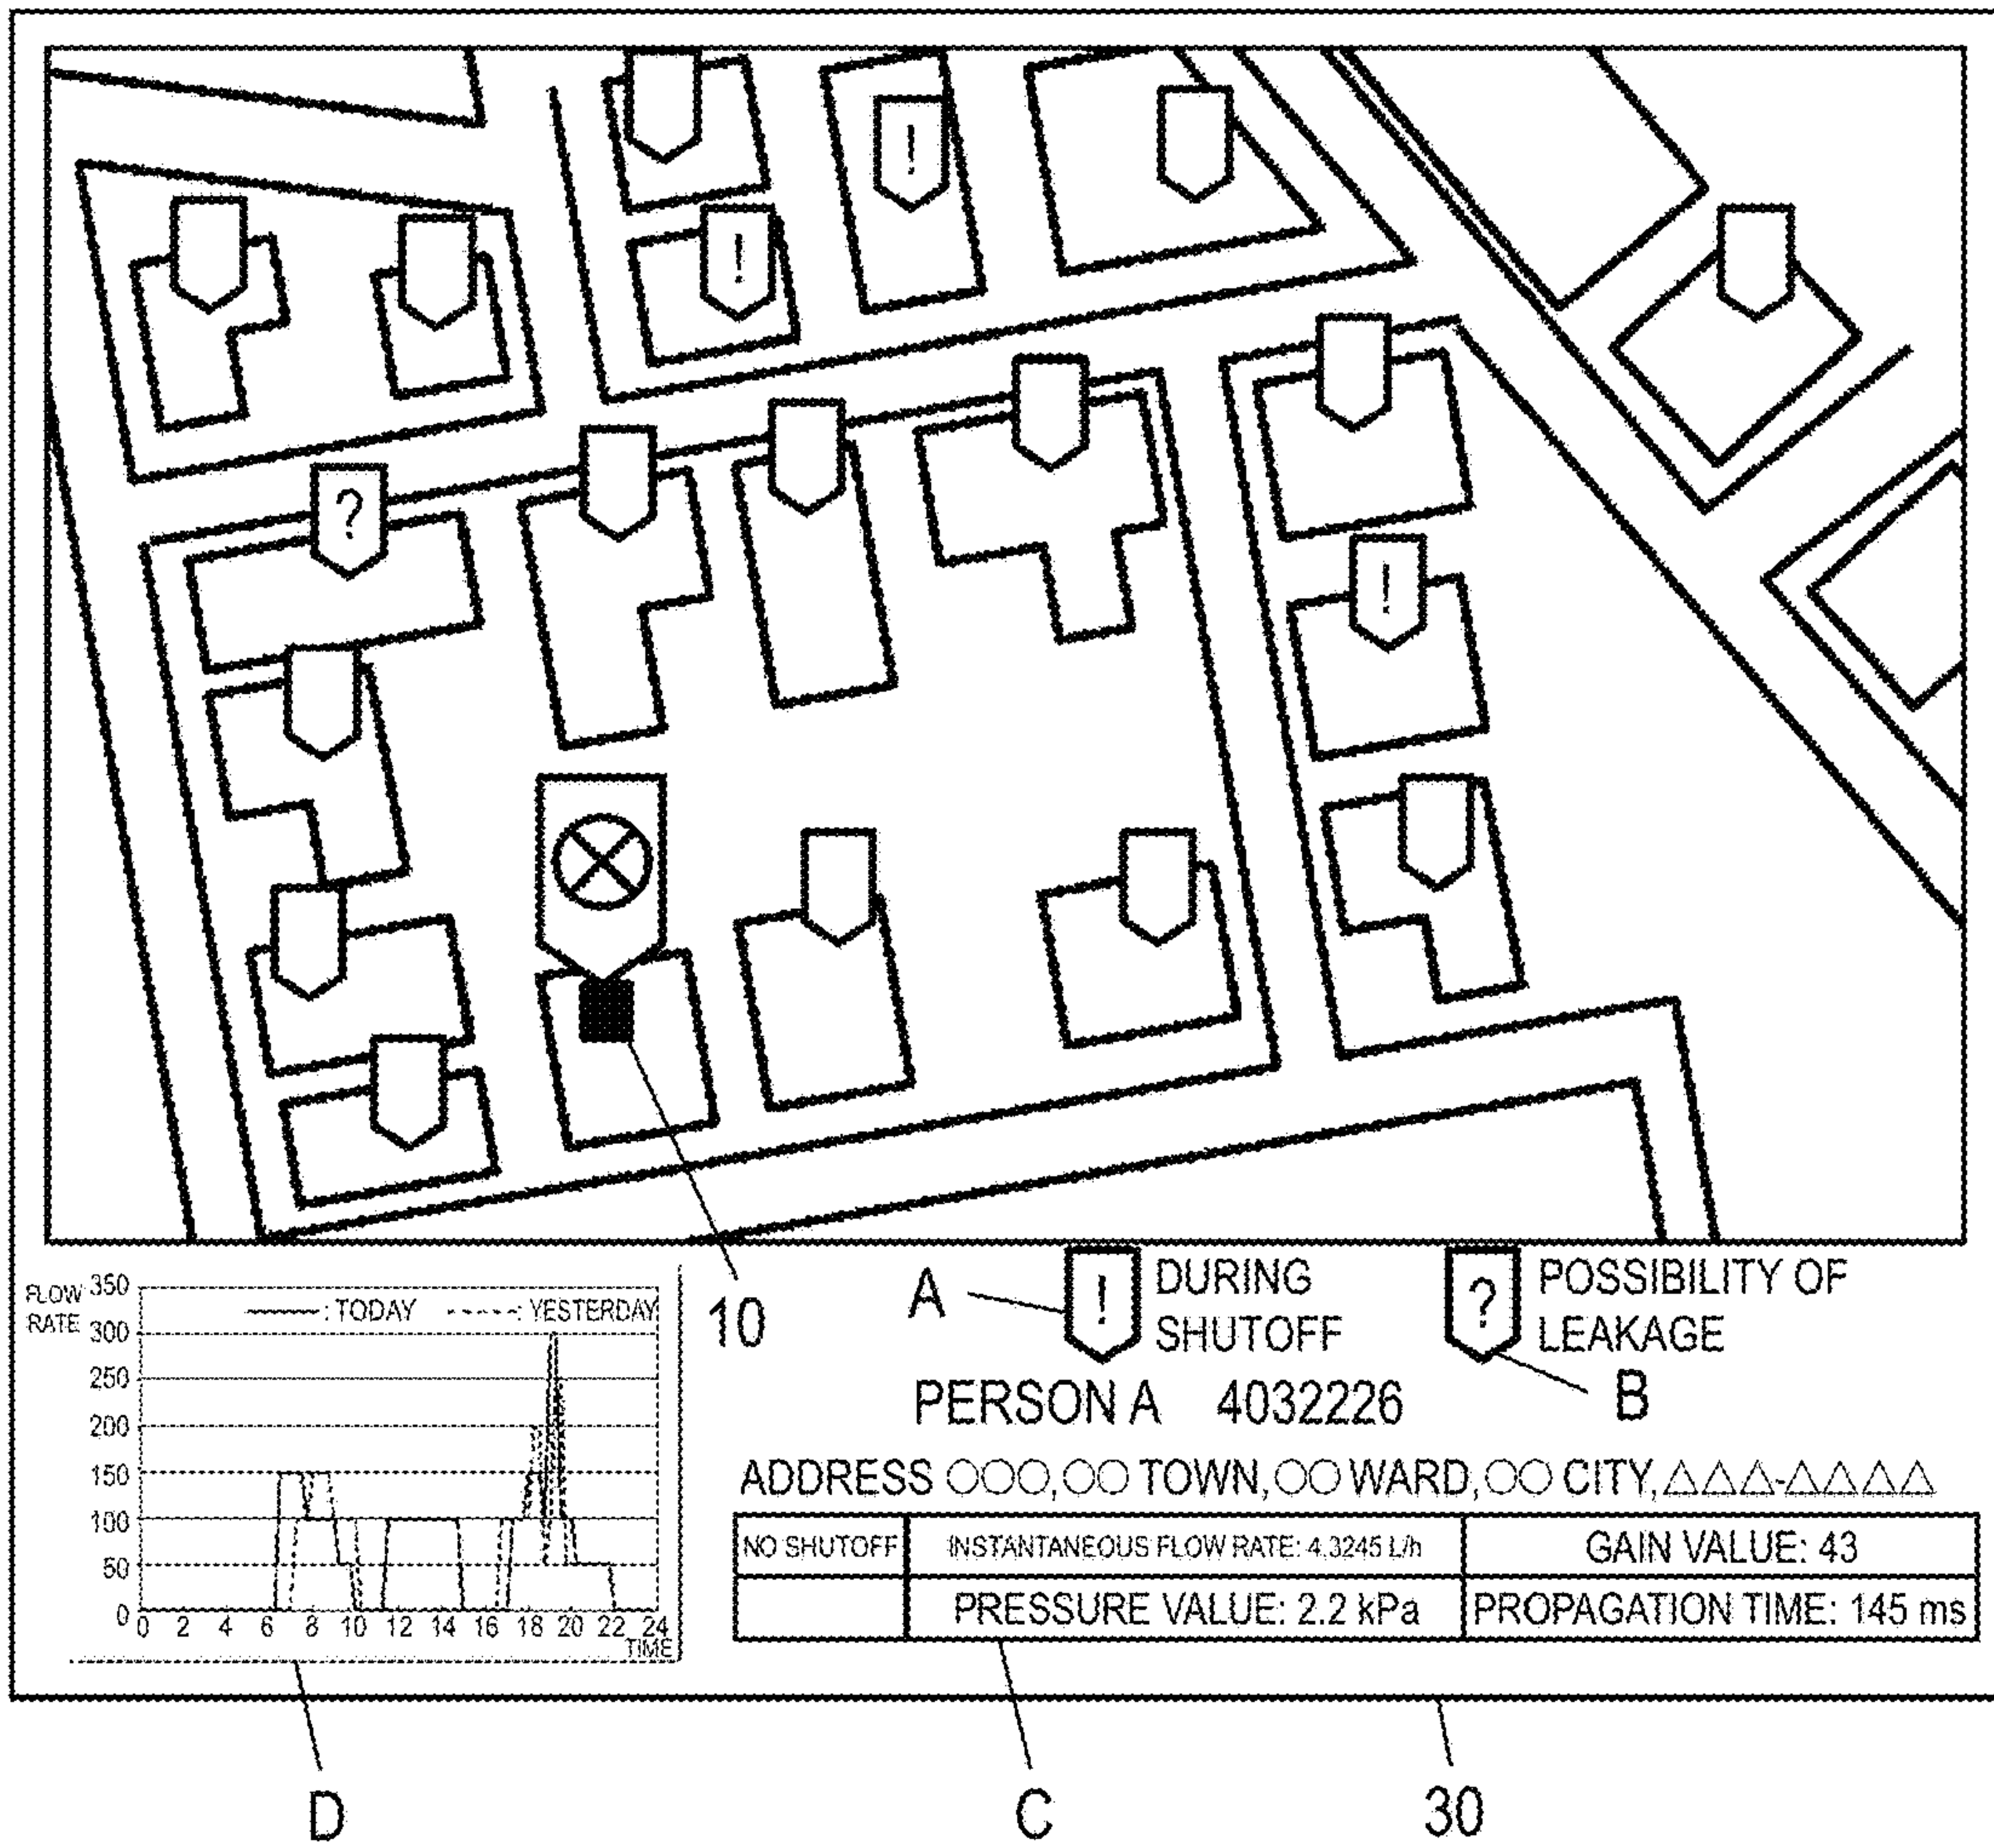 !
!
?
!
FLOW RATE
350
300
250
200
150
100
50
0
: TODAY
: YESTERDAY
0 2 4 6 8 10 12 14 16 18 20 22 24
TIME
10
A
!
DURING
SHUTOFF
?
POSSIBILITY OF
LEAKAGE
B
PERSON A 4032226
ADDRESS ○○○,○○ TOWN,○○ WARD,○○ CITY,△△△-△△△△
NO SHUTOFF
INSTANTANEOUS FLOW RATE: 4.3245 L/h
GAIN VALUE: 43
PRESSURE VALUE: 2.2 kPa
PROPAGATION TIME: 145 ms
D
C
30